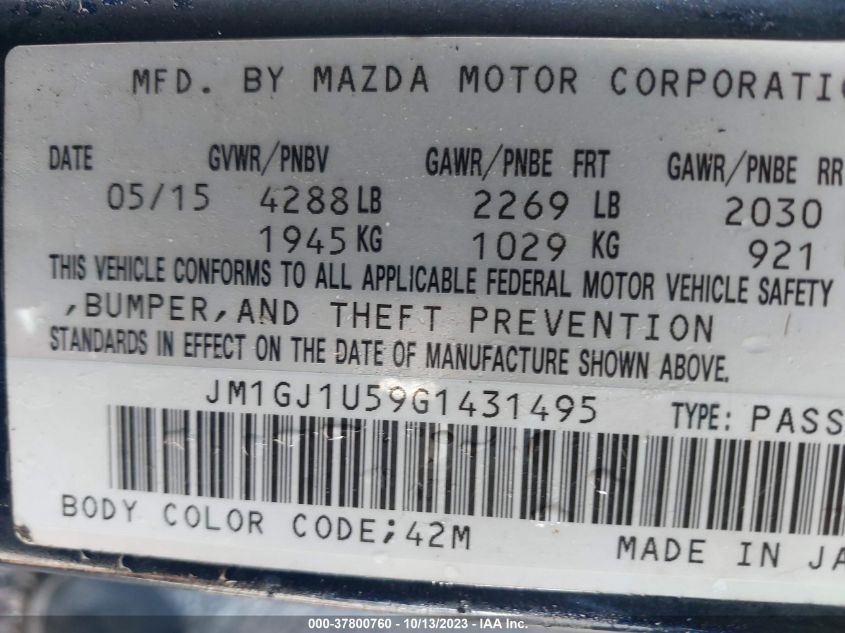 MFD. BY MAZDA MOTOR CORPORATIO
DATE GVWR/PNBV GAWR/PNBE FRT GAWR/PNBE RR
05/15 4288 LB 2269 LB 2030
1945 KG 1029 KG 921
THIS VEHICLE CONFORMS TO ALL APPLICABLE FEDERAL MOTOR VEHICLE SAFETY
,BUMPER,AND THEFT PREVENTION
STANDARDS IN EFFECT ON THE DATE OF MANUFACTURE SHOWN ABOVE.
JM1GJ1U59G1431495 TYPE: PASS
BODY COLOR CODE;42M
MADE IN JA
000-37800760 - 10/13/2023 - IAA Inc.